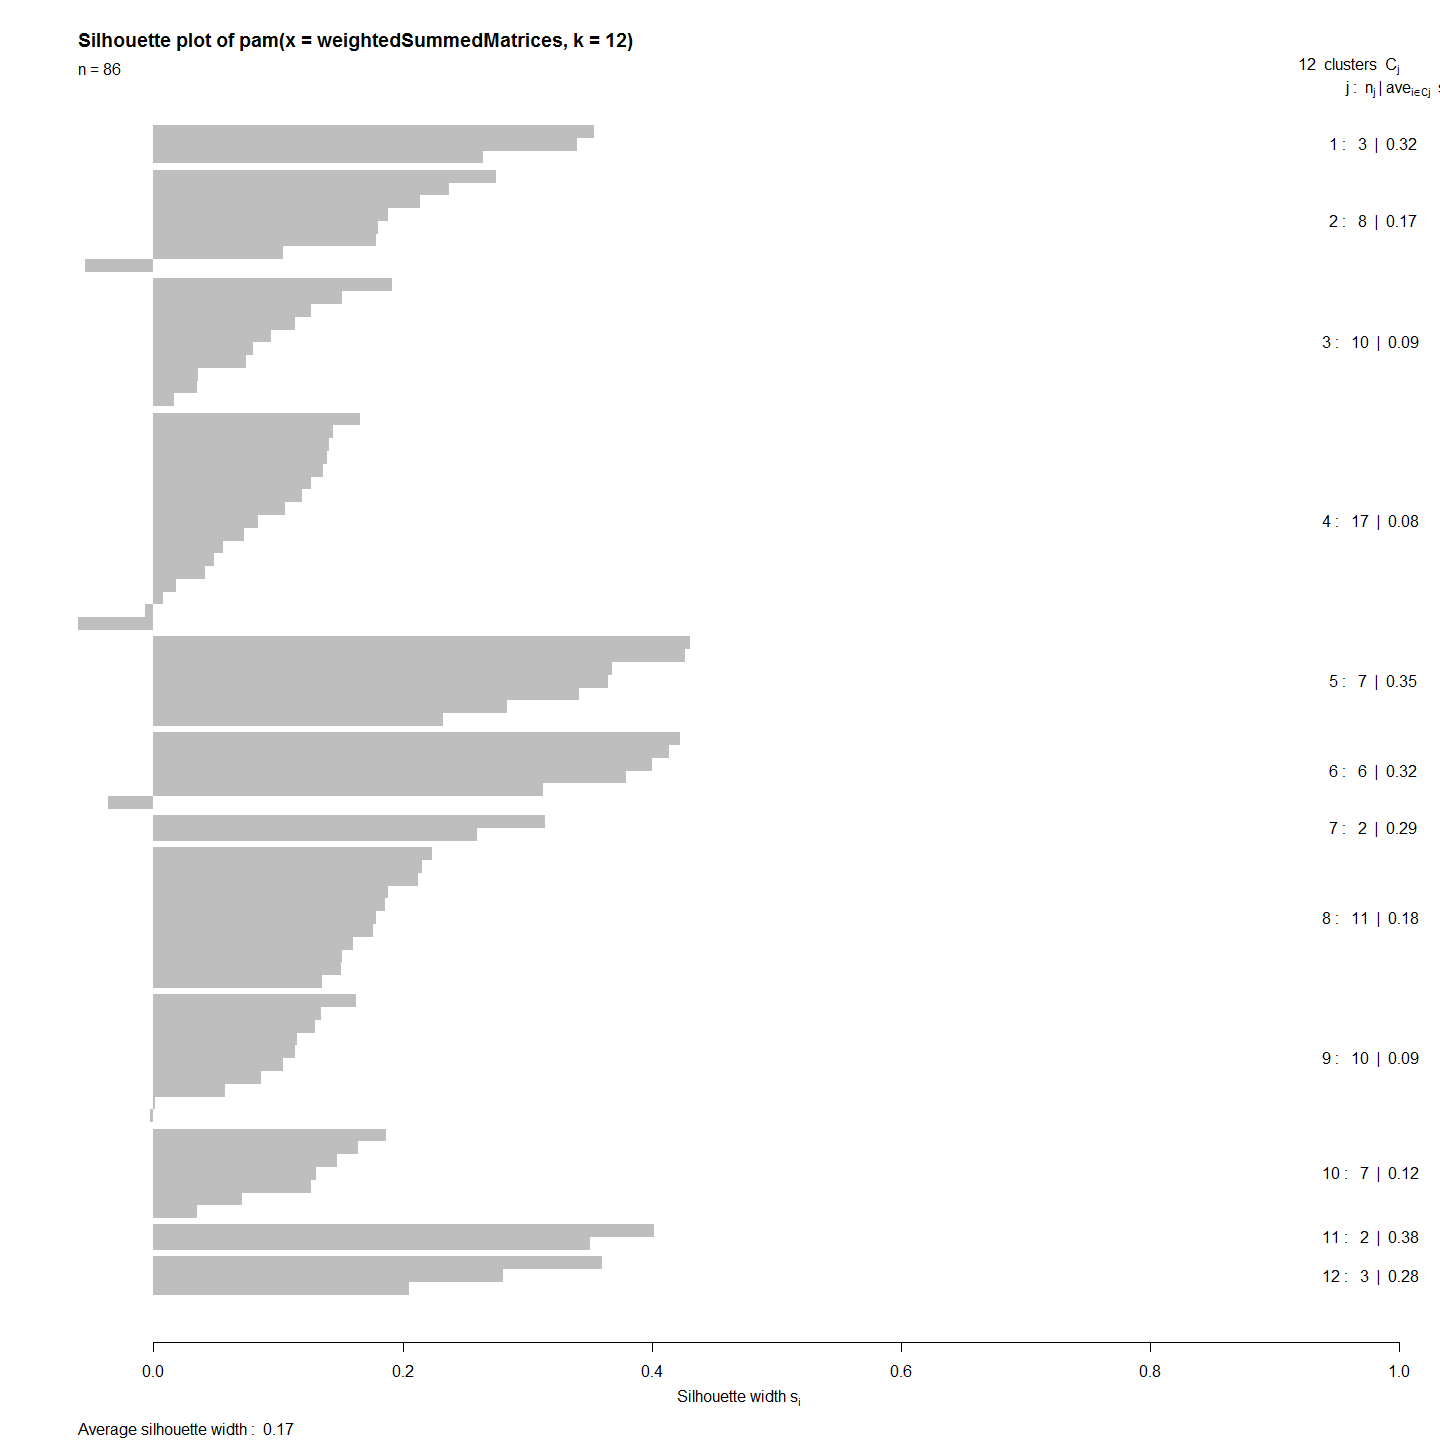 Silhouette plot of pam(x = weightedSummedMatrices, k = 12)
n = 86
12 clusters Cj
j : nj | avei∈Cj s
1 : 3 | 0.32
2 : 8 | 0.17
3 : 10 | 0.09
4 : 17 | 0.08
5 : 7 | 0.35
6 : 6 | 0.32
7 : 2 | 0.29
8 : 11 | 0.18
9 : 10 | 0.09
10 : 7 | 0.12
11 : 2 | 0.38
12 : 3 | 0.28
0.0 0.2 0.4 0.6 0.8 1.0
Silhouette width si
Average silhouette width : 0.17